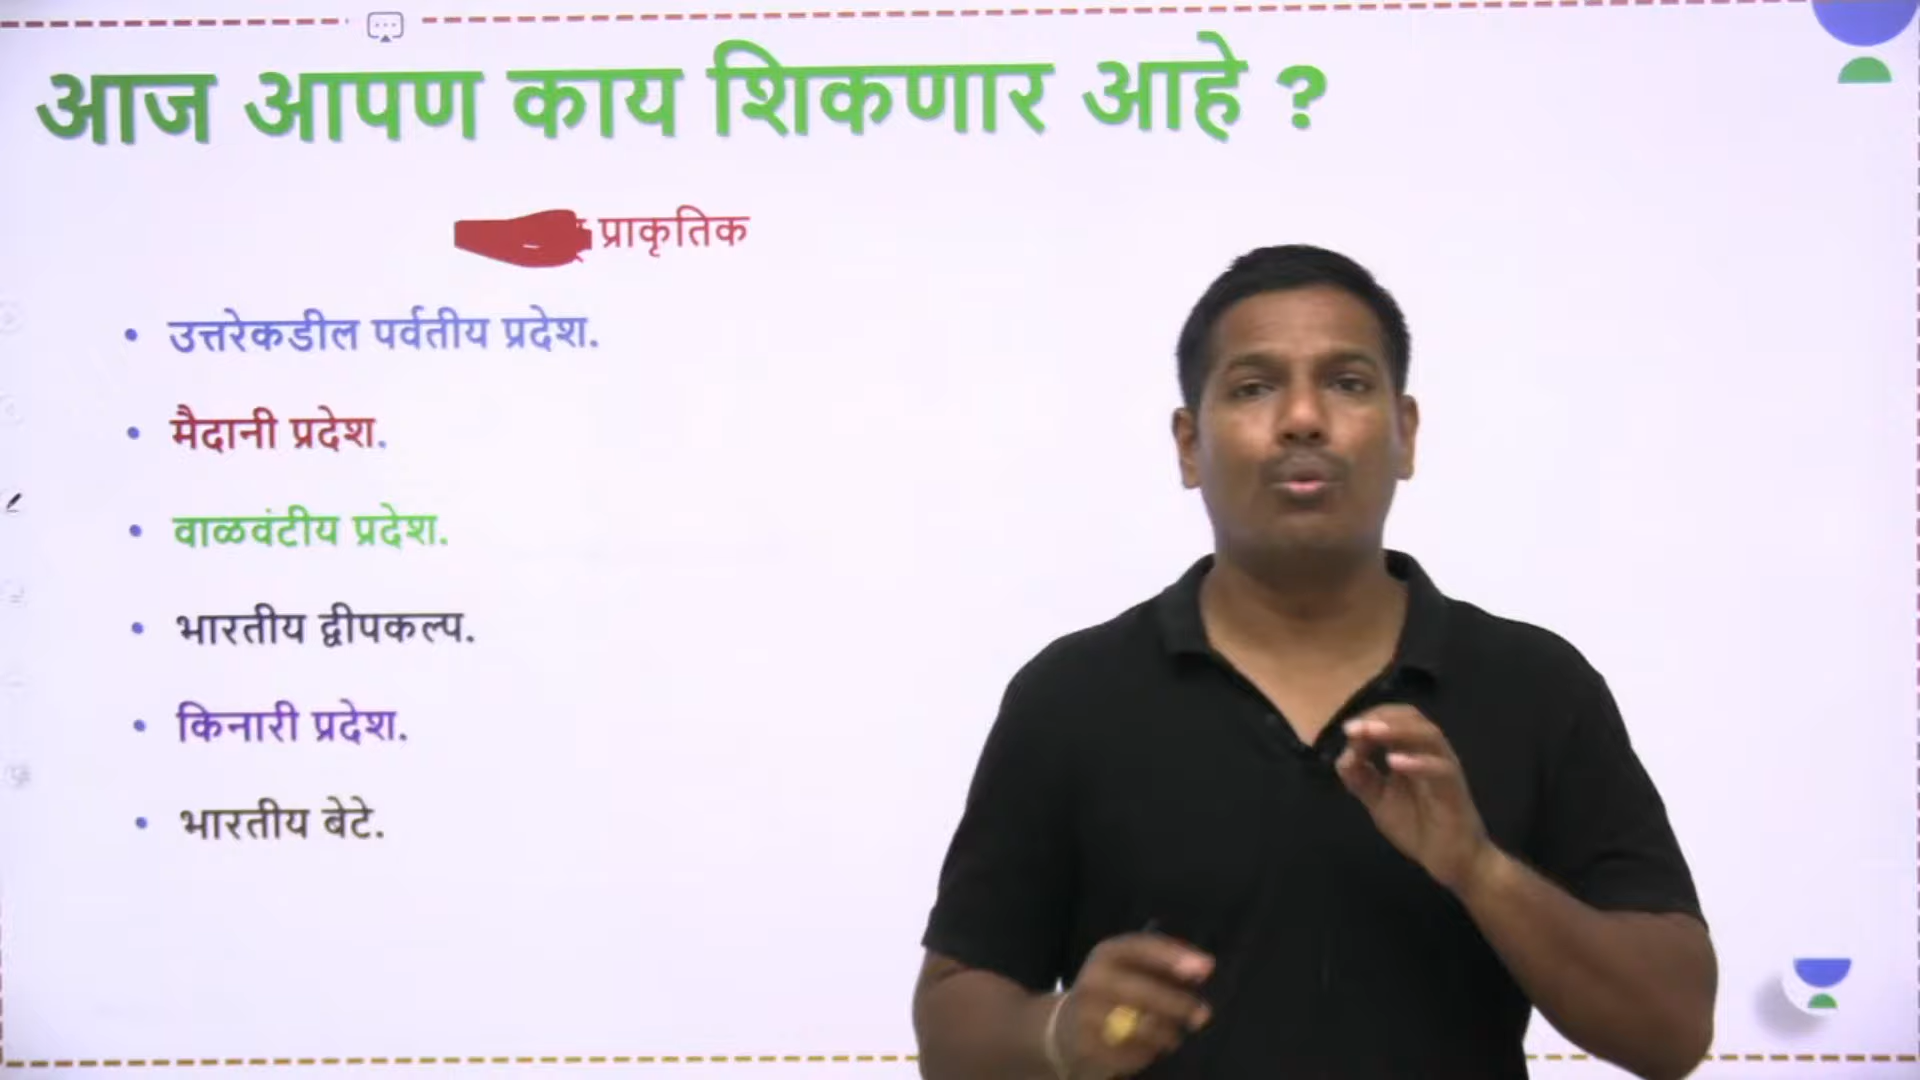 आज आपण काय शिकणार आहे ?
प्राकृतिक
• उत्तरेकडील पर्वतीय प्रदेश.
• मैदानी प्रदेश.
• वाळवंटीय प्रदेश.
• भारतीय द्वीपकल्प.
• किनारी प्रदेश.
• भारतीय बेटे.